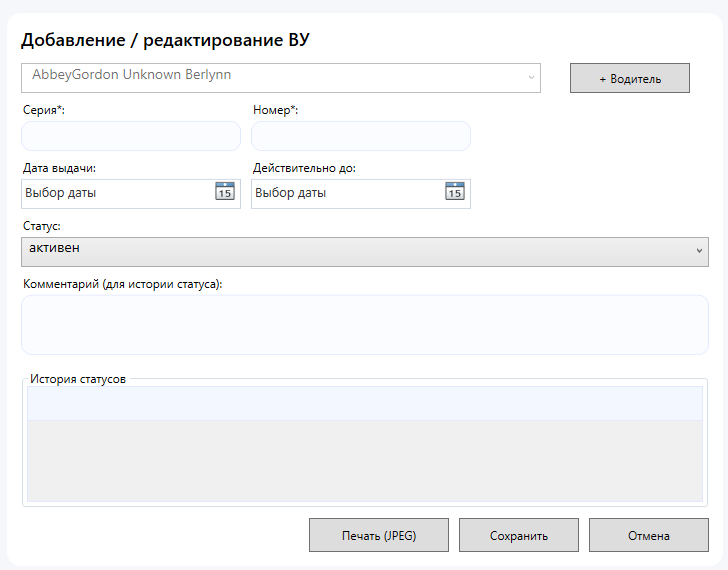 Добавление / редактирование ВУ
AbbeyGordon Unknown Berlynn
+ Водитель
Серия*: Номер*:
Дата выдачи: Действительно до:
Выбор даты 15 Выбор даты 15
Статус:
активен
Комментарий (для истории статуса):
История статусов
Печать (JPEG) Сохранить Отмена